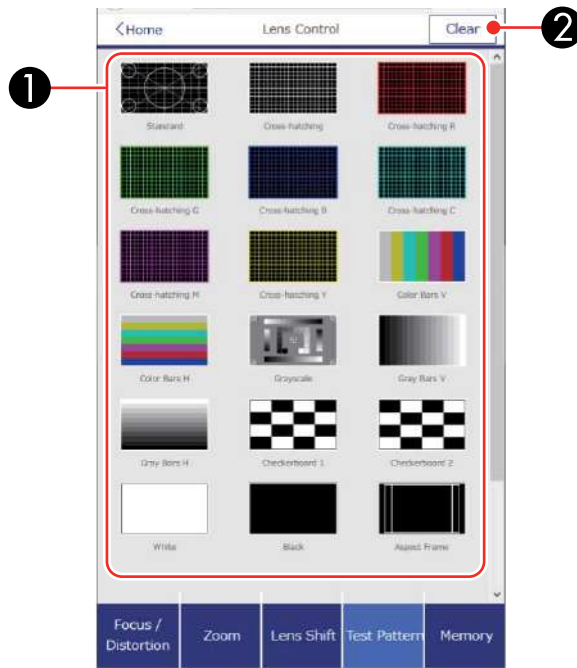 Home Lens Control Clear 2
1
Standard Cross-hatching Cross-hatching R
Cross-hatching G Cross-hatching B Cross-hatching C
Cross-hatching M Cross-hatching Y Color Bars V
Color Bars H Grayscale Gray Bars V
Gray Bars H Checkerboard 1 Checkerboard 2
White Black Aspect Frame
Focus /
Distortion Zoom Lens Shift Test Pattern Memory